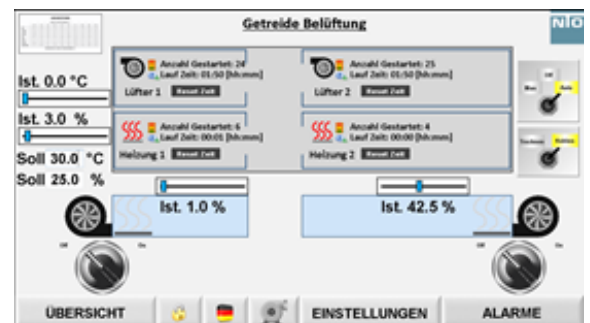 Getreide Belüftung
NTO
Anzahl Gestartet: 24
Lauf Zeit: 01:50 [hh:mm]
Lüfter 1 Reset Zeit
Anzahl Gestartet: 25
Lauf Zeit: 01:50 [hh:mm]
Lüfter 2 Reset Zeit
Ist. 0.0 °C
Man Off Auto
Anzahl Gestartet: 6
Lauf Zeit: 00:01 [hh:mm]
Heizung 1 Reset Zeit
Anzahl Gestartet: 4
Lauf Zeit: 00:00 [hh:mm]
Heizung 2 Reset Zeit
Ist. 3.0 %
Trocknen Kühlen
Soll 30.0 °C
Soll 25.0 %
Ist. 1.0 %
Ist. 42.5 %
Off On
Off On
ÜBERSICHT
EINSTELLUNGEN
ALARME